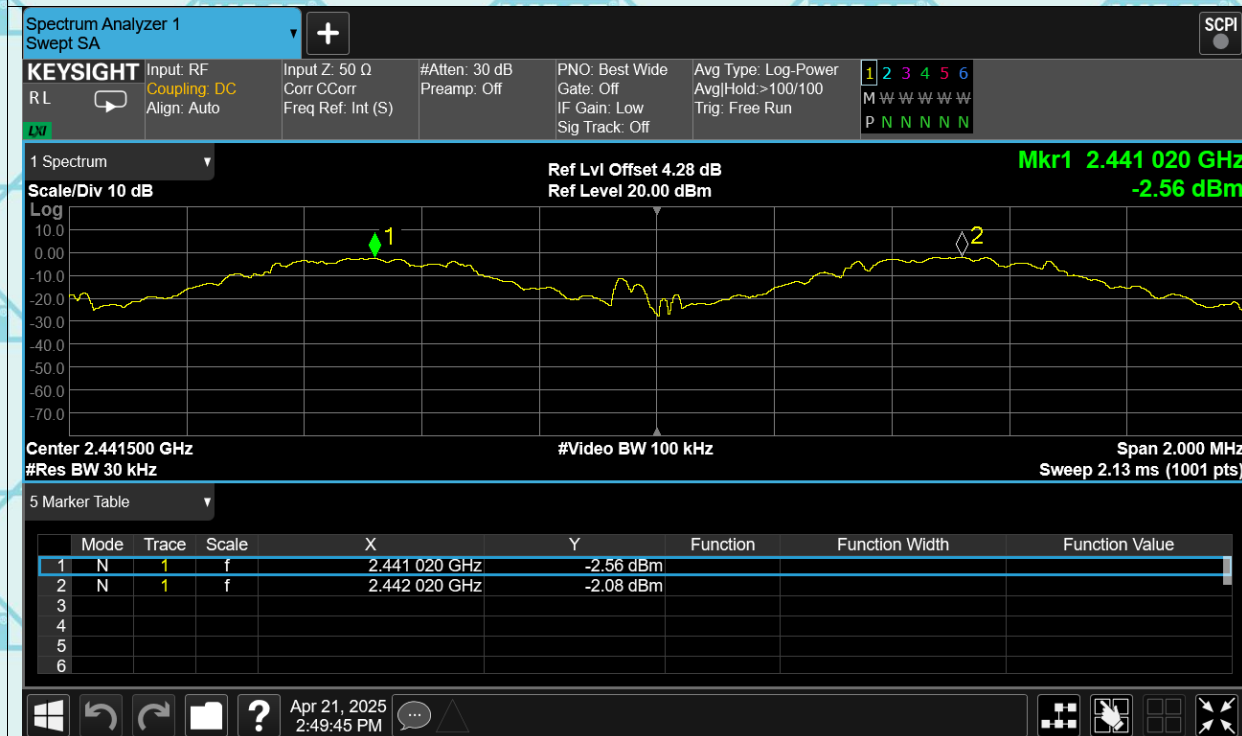 Spectrum Analyzer 1
Swept SA
SCPI
KEYSIGHT
RL
LXI
Input: RF
Coupling: DC
Align: Auto
Input Z: 50 Ω
Corr CCorr
Freq Ref: Int (S)
#Atten: 30 dB
Preamp: Off
PNO: Best Wide
Gate: Off
IF Gain: Low
Sig Track: Off
Avg Type: Log-Power
Avg|Hold:>100/100
Trig: Free Run
1 2 3 4 5 6
M W W W W W
P N N N N N
1 Spectrum
Scale/Div 10 dB
Ref Lvl Offset 4.28 dB
Ref Level 20.00 dBm
Mkr1 2.441 020 GHz
-2.56 dBm
Log
10.0
0.00
-10.0
-20.0
-30.0
-40.0
-50.0
-60.0
-70.0
1
2
Center 2.441500 GHz
#Video BW 100 kHz
Span 2.000 MHz
#Res BW 30 kHz
Sweep 2.13 ms (1001 pts)
5 Marker Table
Mode Trace Scale X Y Function Function Width Function Value
1 N 1 f 2.441 020 GHz -2.56 dBm
2 N 1 f 2.442 020 GHz -2.08 dBm
3
4
5
6
?
Apr 21, 2025
2:49:45 PM